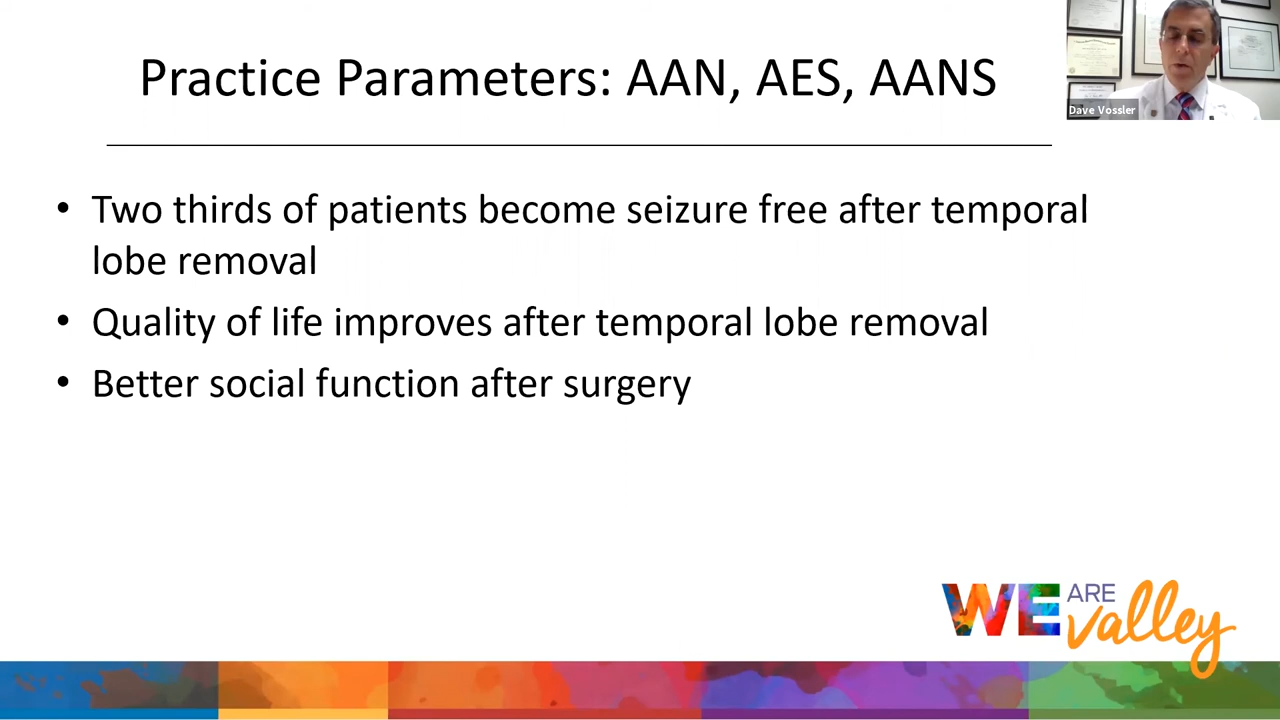 Practice Parameters: AAN, AES, AANS
Dave Vossler
• Two thirds of patients become seizure free after temporal
lobe removal
• Quality of life improves after temporal lobe removal
• Better social function after surgery
WE ARE
valley